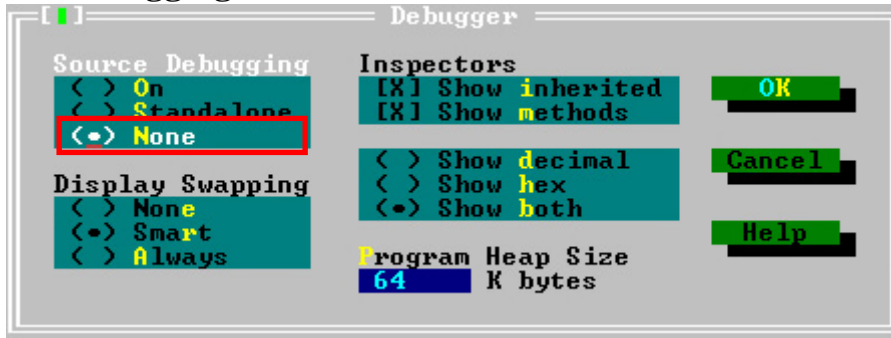 [■] Debugger
Source Debugging
( ) On
( ) Standalone
(•) None
Display Swapping
( ) None
(•) Smart
( ) Always
Inspectors
[X] Show inherited
[X] Show methods
( ) Show decimal
( ) Show hex
(•) Show both
Program Heap Size
64 K bytes
OK
Cancel
Help